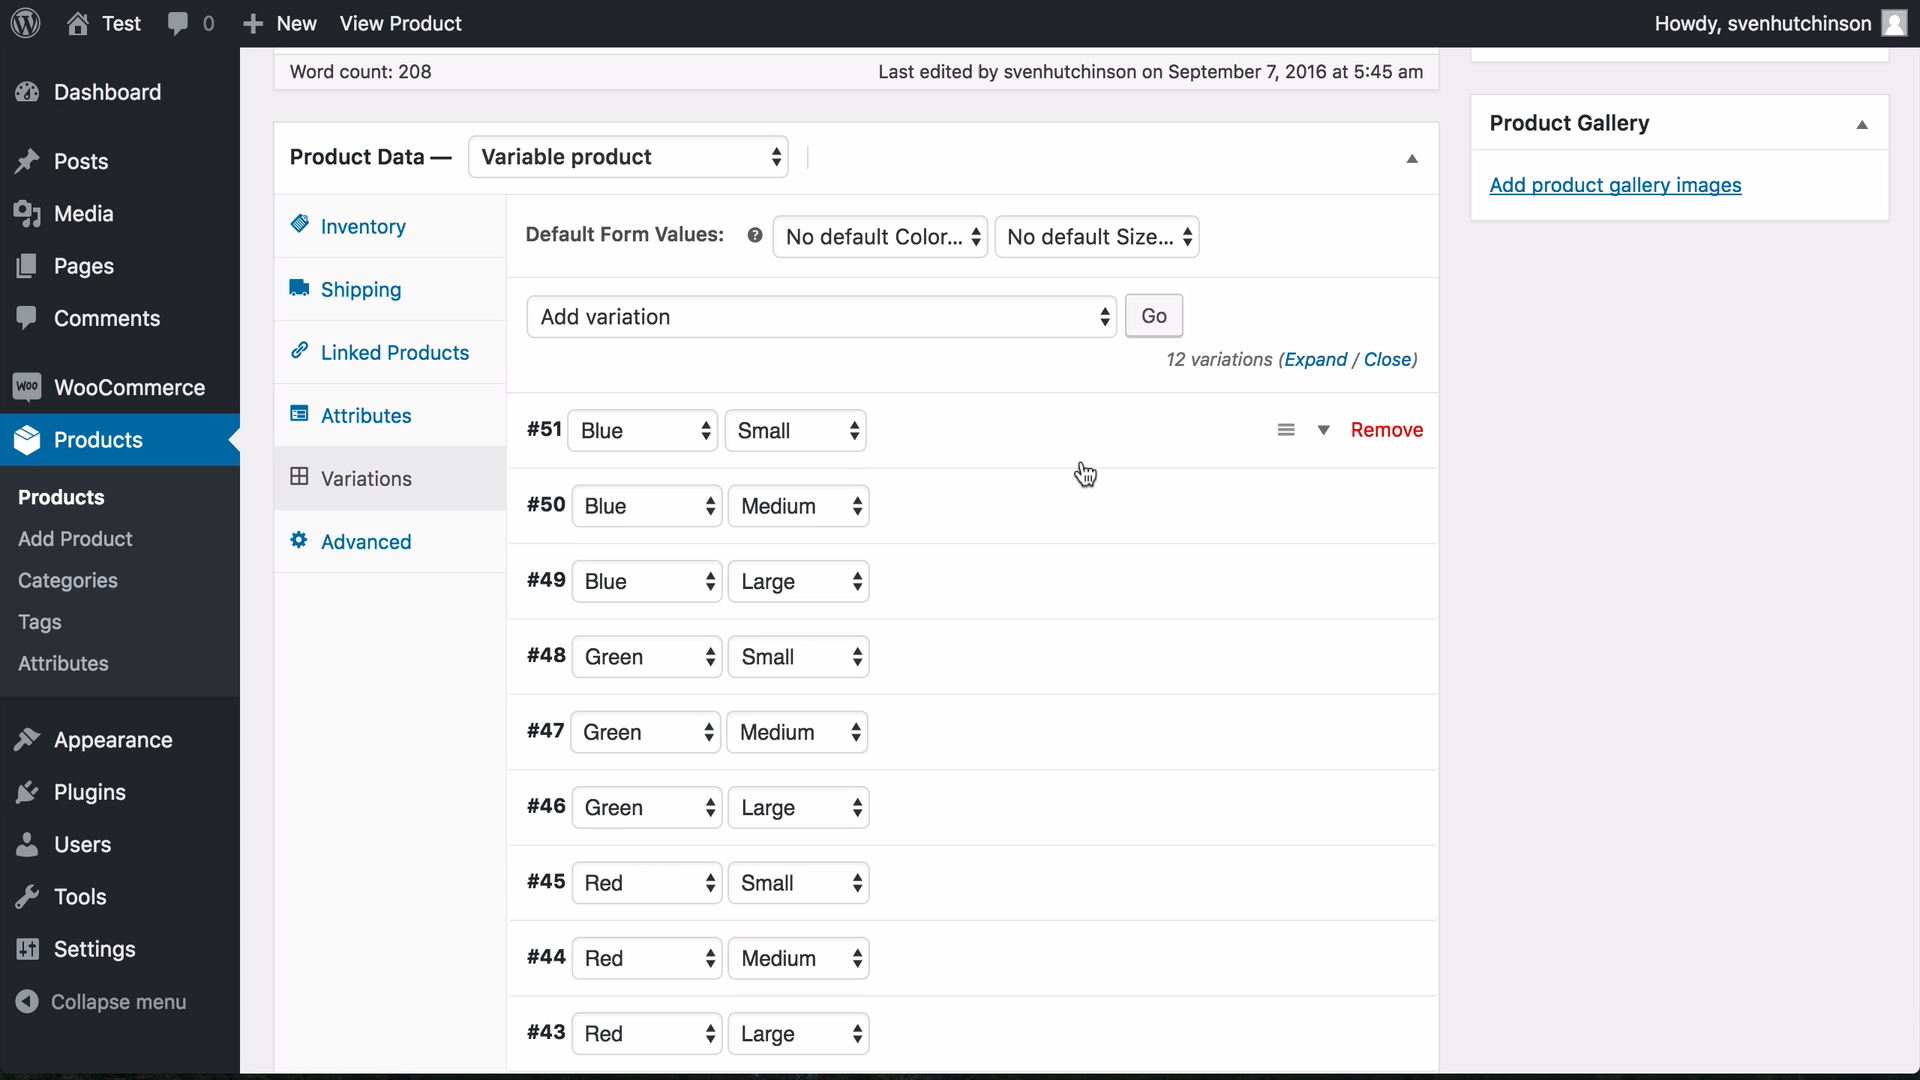 Test 0 New View Product Howdy, svenhutchinson
Dashboard
Posts
Media
Pages
Comments
WOO WooCommerce
Products
Products
Add Product
Categories
Tags
Attributes
Appearance
Plugins
Users
Tools
Settings
Collapse menu
Word count: 208 Last edited by svenhutchinson on September 7, 2016 at 5:45 am
Product Data — Variable product
Inventory
Shipping
Linked Products
Attributes
Variations
Advanced
Default Form Values: ? No default Color... No default Size...
Add variation Go
12 variations (Expand / Close)
#51 Blue Small Remove
#50 Blue Medium
#49 Blue Large
#48 Green Small
#47 Green Medium
#46 Green Large
#45 Red Small
#44 Red Medium
#43 Red Large
Product Gallery
Add product gallery images